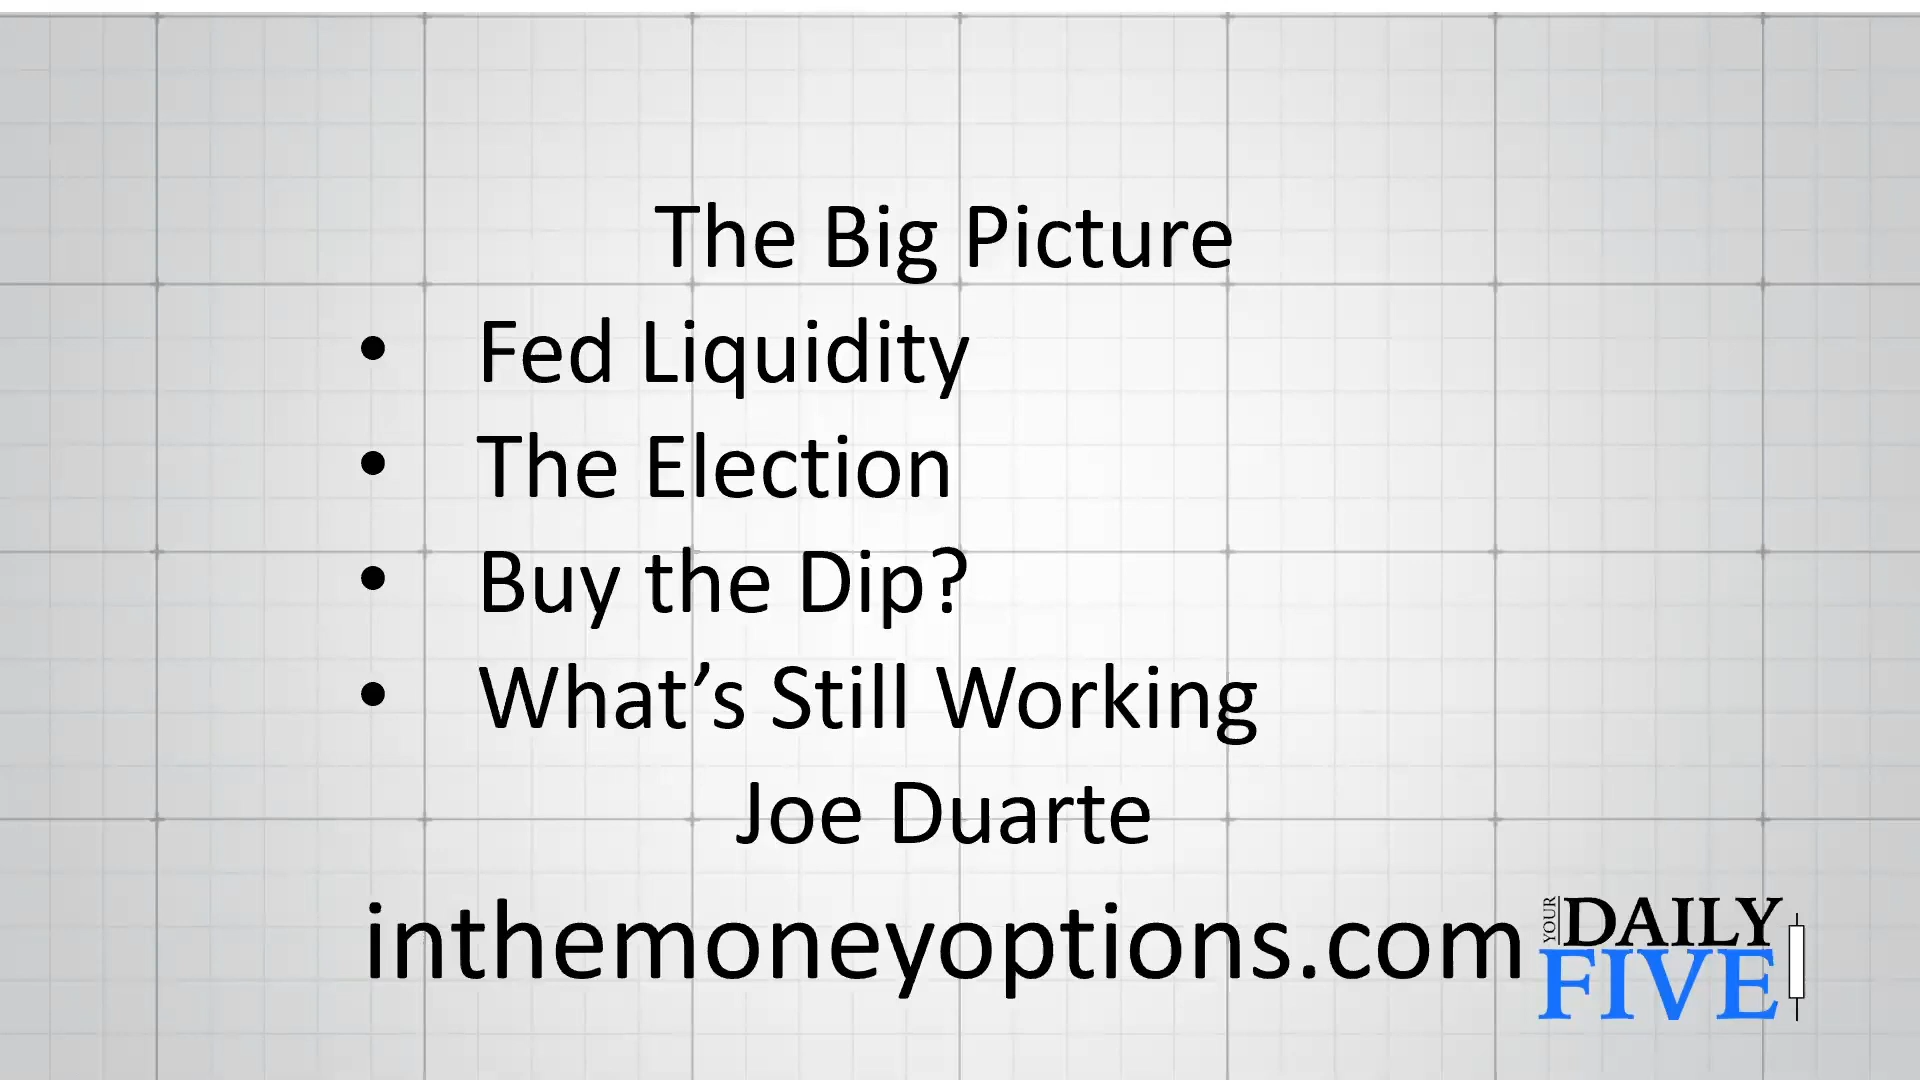 The Big Picture
• Fed Liquidity
• The Election
• Buy the Dip?
• What’s Still Working
Joe Duarte
inthemoneyoptions.com
YOUR DAILY
FIVE